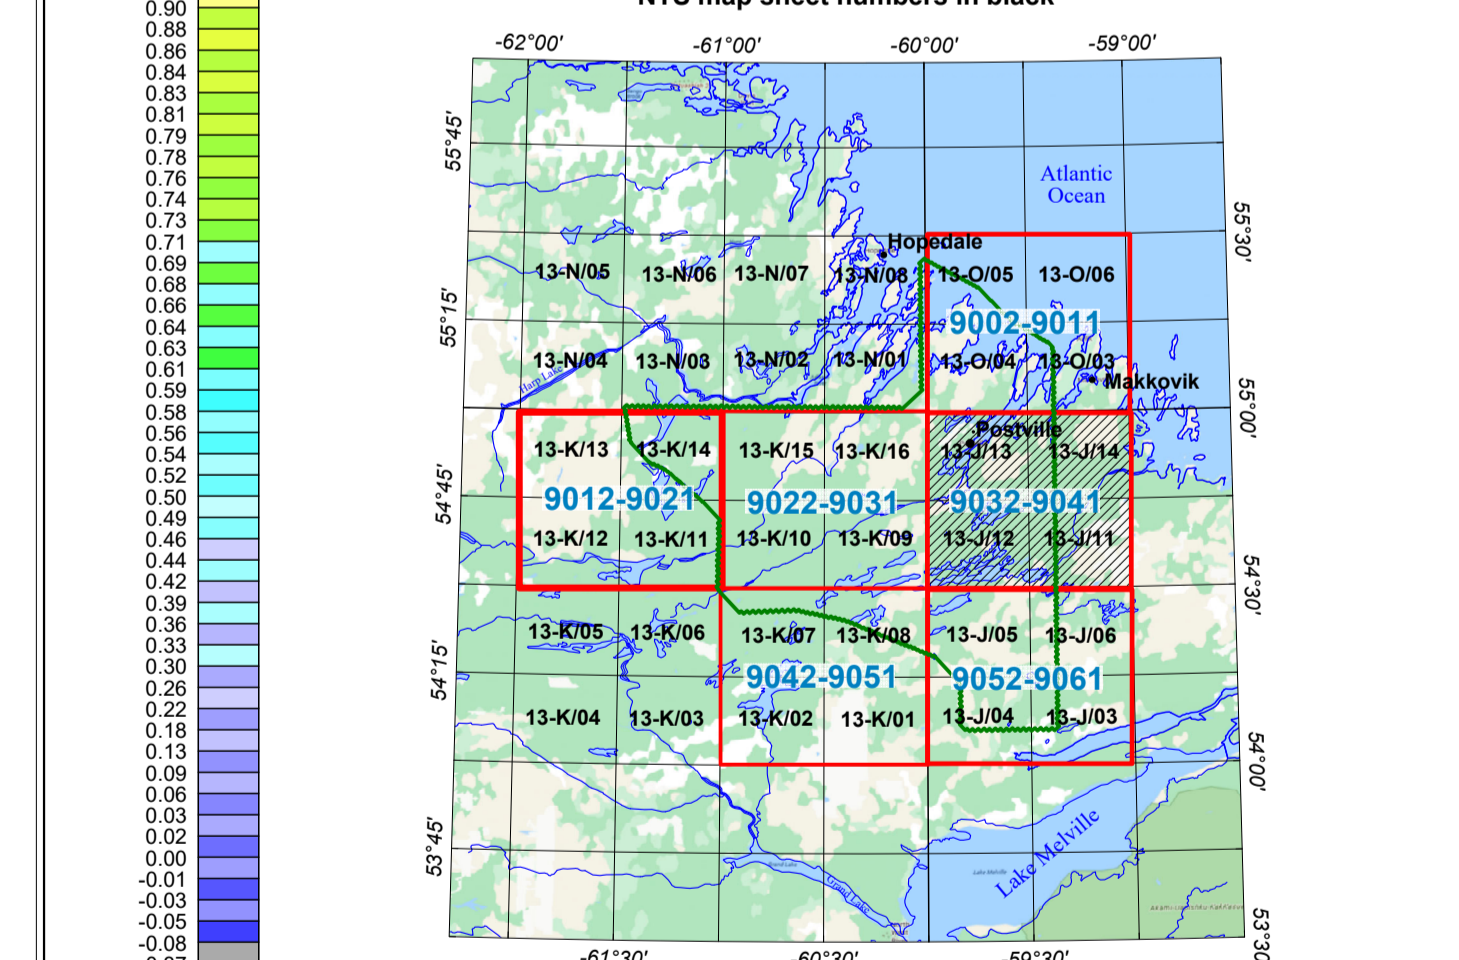 NTS map sheet numbers in black
-62°00' -61°00' -60°00' -59°00'
0.90
0.88
0.86
0.84
0.83
0.81
0.79
0.78
0.76
0.74
0.73
0.71
0.69
0.68
0.66
0.64
0.63
0.61
0.59
0.58
0.56
0.54
0.52
0.50
0.49
0.46
0.44
0.42
0.39
0.36
0.33
0.30
0.26
0.22
0.18
0.13
0.09
0.06
0.03
0.02
0.00
-0.01
-0.03
-0.05
-0.08
55°45'
55°15'
54°45'
54°15'
53°45'
Atlantic
Ocean
Hopedale
13-N/05 13-N/06 13-N/07 13-N/08 13-O/05 13-O/06
9002-9011
13-N/04 13-N/03 13-N/02 13-N/01 13-O/04 13-O/03
Harp Lake
Makkovik
Postville
13-K/13 13-K/14 13-K/15 13-K/16 13-J/13 13-J/14
9012-9021 9022-9031 9032-9041
13-K/12 13-K/11 13-K/10 13-K/09 13-J/12 13-J/11
13-K/05 13-K/06 13-K/07 13-K/08 13-J/05 13-J/06
9042-9051 9052-9061
13-K/04 13-K/03 13-K/02 13-K/01 13-J/04 13-J/03
Lake Melville
Grand Lake
Grand Lake
Lake Melville
55°30'
55°00'
54°30'
54°00'
53°30
-61°30' -60°30' -59°30'